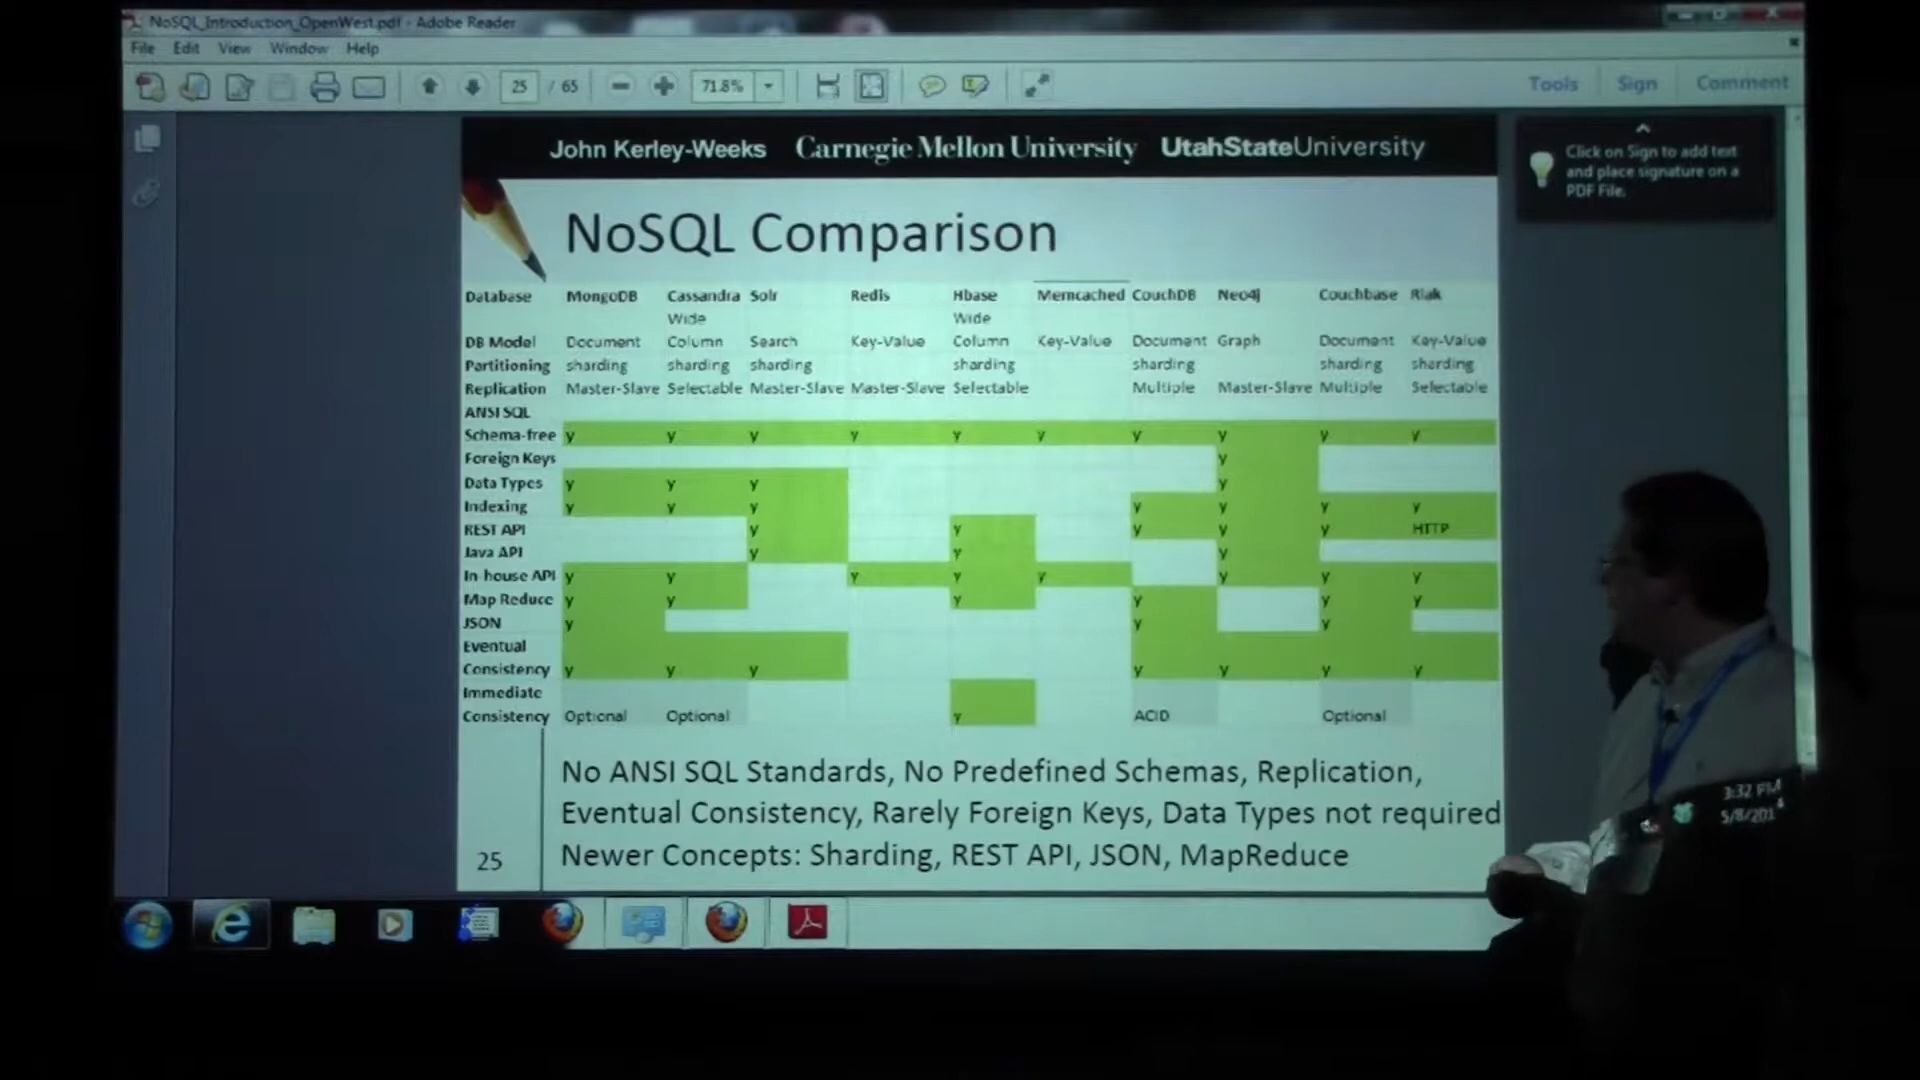 NoSQL_Introduction_OpenWest.pdf - Adobe Reader
File Edit View Window Help
25 / 65 71.8% Tools Sign Comment
John Kerley-Weeks Carnegie Mellon University UtahStateUniversity
Click on Sign to add text
and place signature on a
PDF File.
NoSQL Comparison
Database MongoDB Cassandra Solr Redis Hbase Memcached CouchDB Neo4j Couchbase Riak
Wide Wide
DB Model Document Column Search Key-Value Column Key-Value Document Graph Document Key-Value
Partitioning sharding sharding sharding sharding sharding sharding sharding
Replication Master-Slave Selectable Master-Slave Master-Slave Selectable Multiple Master-Slave Multiple Selectable
ANSI SQL
Schema-free y y y y y y y y y y
Foreign Keys y
Data Types y y y y
Indexing y y y y y y y
REST API y y y y y HTTP
Java API y y y
In-house API y y y y y y y y
Map Reduce y y y y y y
JSON y y y
Eventual
Consistency y y y y y y y
Immediate
Consistency Optional Optional y ACID Optional
No ANSI SQL Standards, No Predefined Schemas, Replication,
Eventual Consistency, Rarely Foreign Keys, Data Types not required
Newer Concepts: Sharding, REST API, JSON, MapReduce
25
3:32 PM
5/8/2014